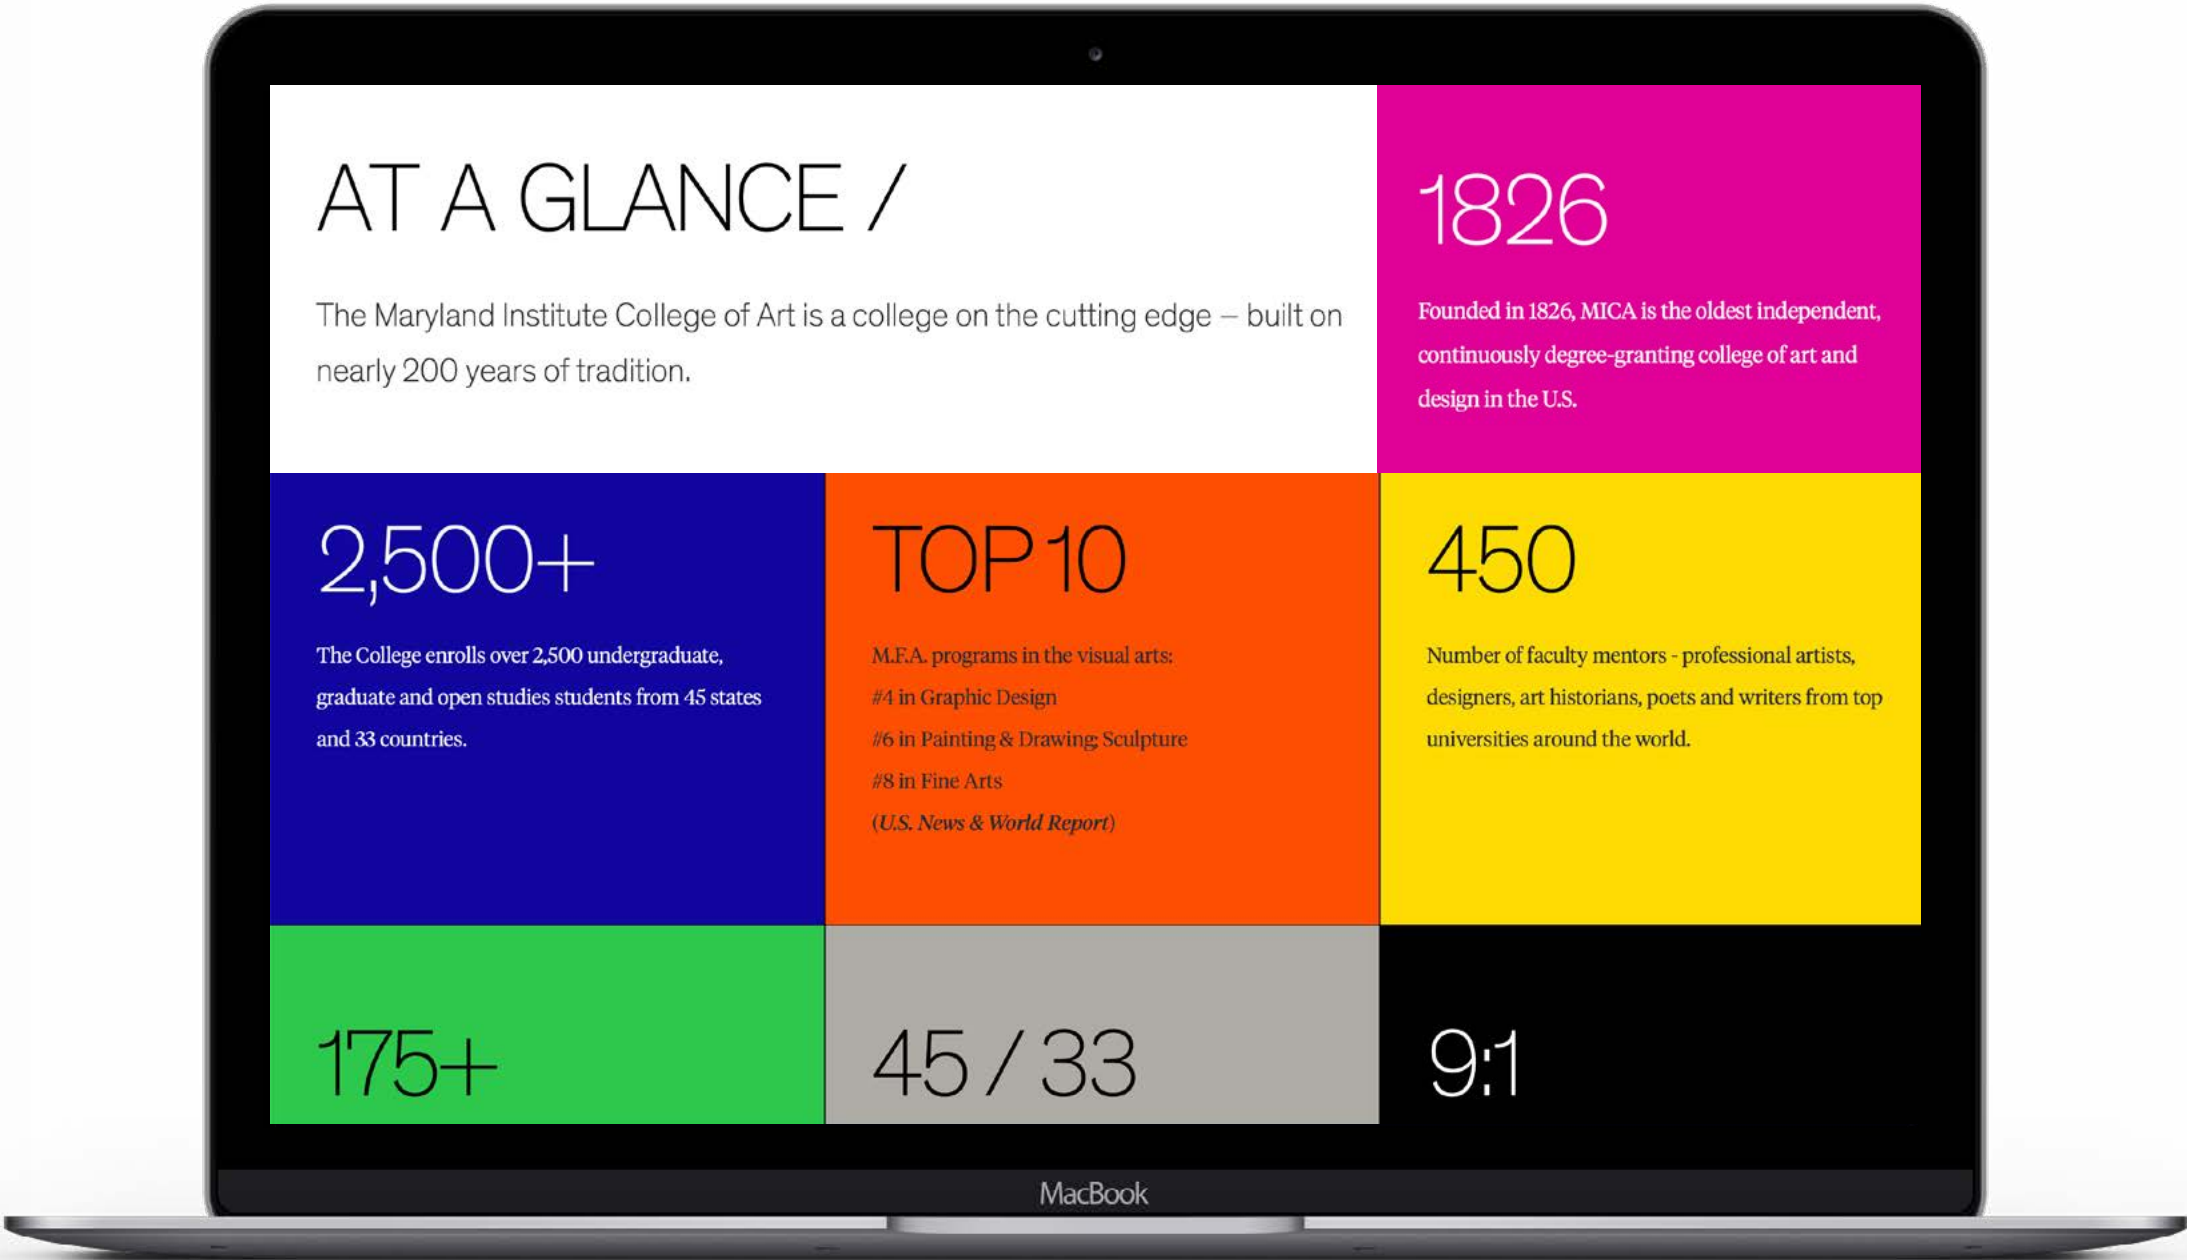 AT A GLANCE /
The Maryland Institute College of Art is a college on the cutting edge – built on
nearly 200 years of tradition.
1826
Founded in 1826, MICA is the oldest independent,
continuously degree-granting college of art and
design in the U.S.
2,500+
The College enrolls over 2,500 undergraduate,
graduate and open studies students from 45 states
and 33 countries.
TOP 10
M.F.A. programs in the visual arts:
#4 in Graphic Design
#6 in Painting & Drawing; Sculpture
#8 in Fine Arts
(U.S. News & World Report)
450
Number of faculty mentors - professional artists,
designers, art historians, poets and writers from top
universities around the world.
175+
45 / 33
9:1
MacBook